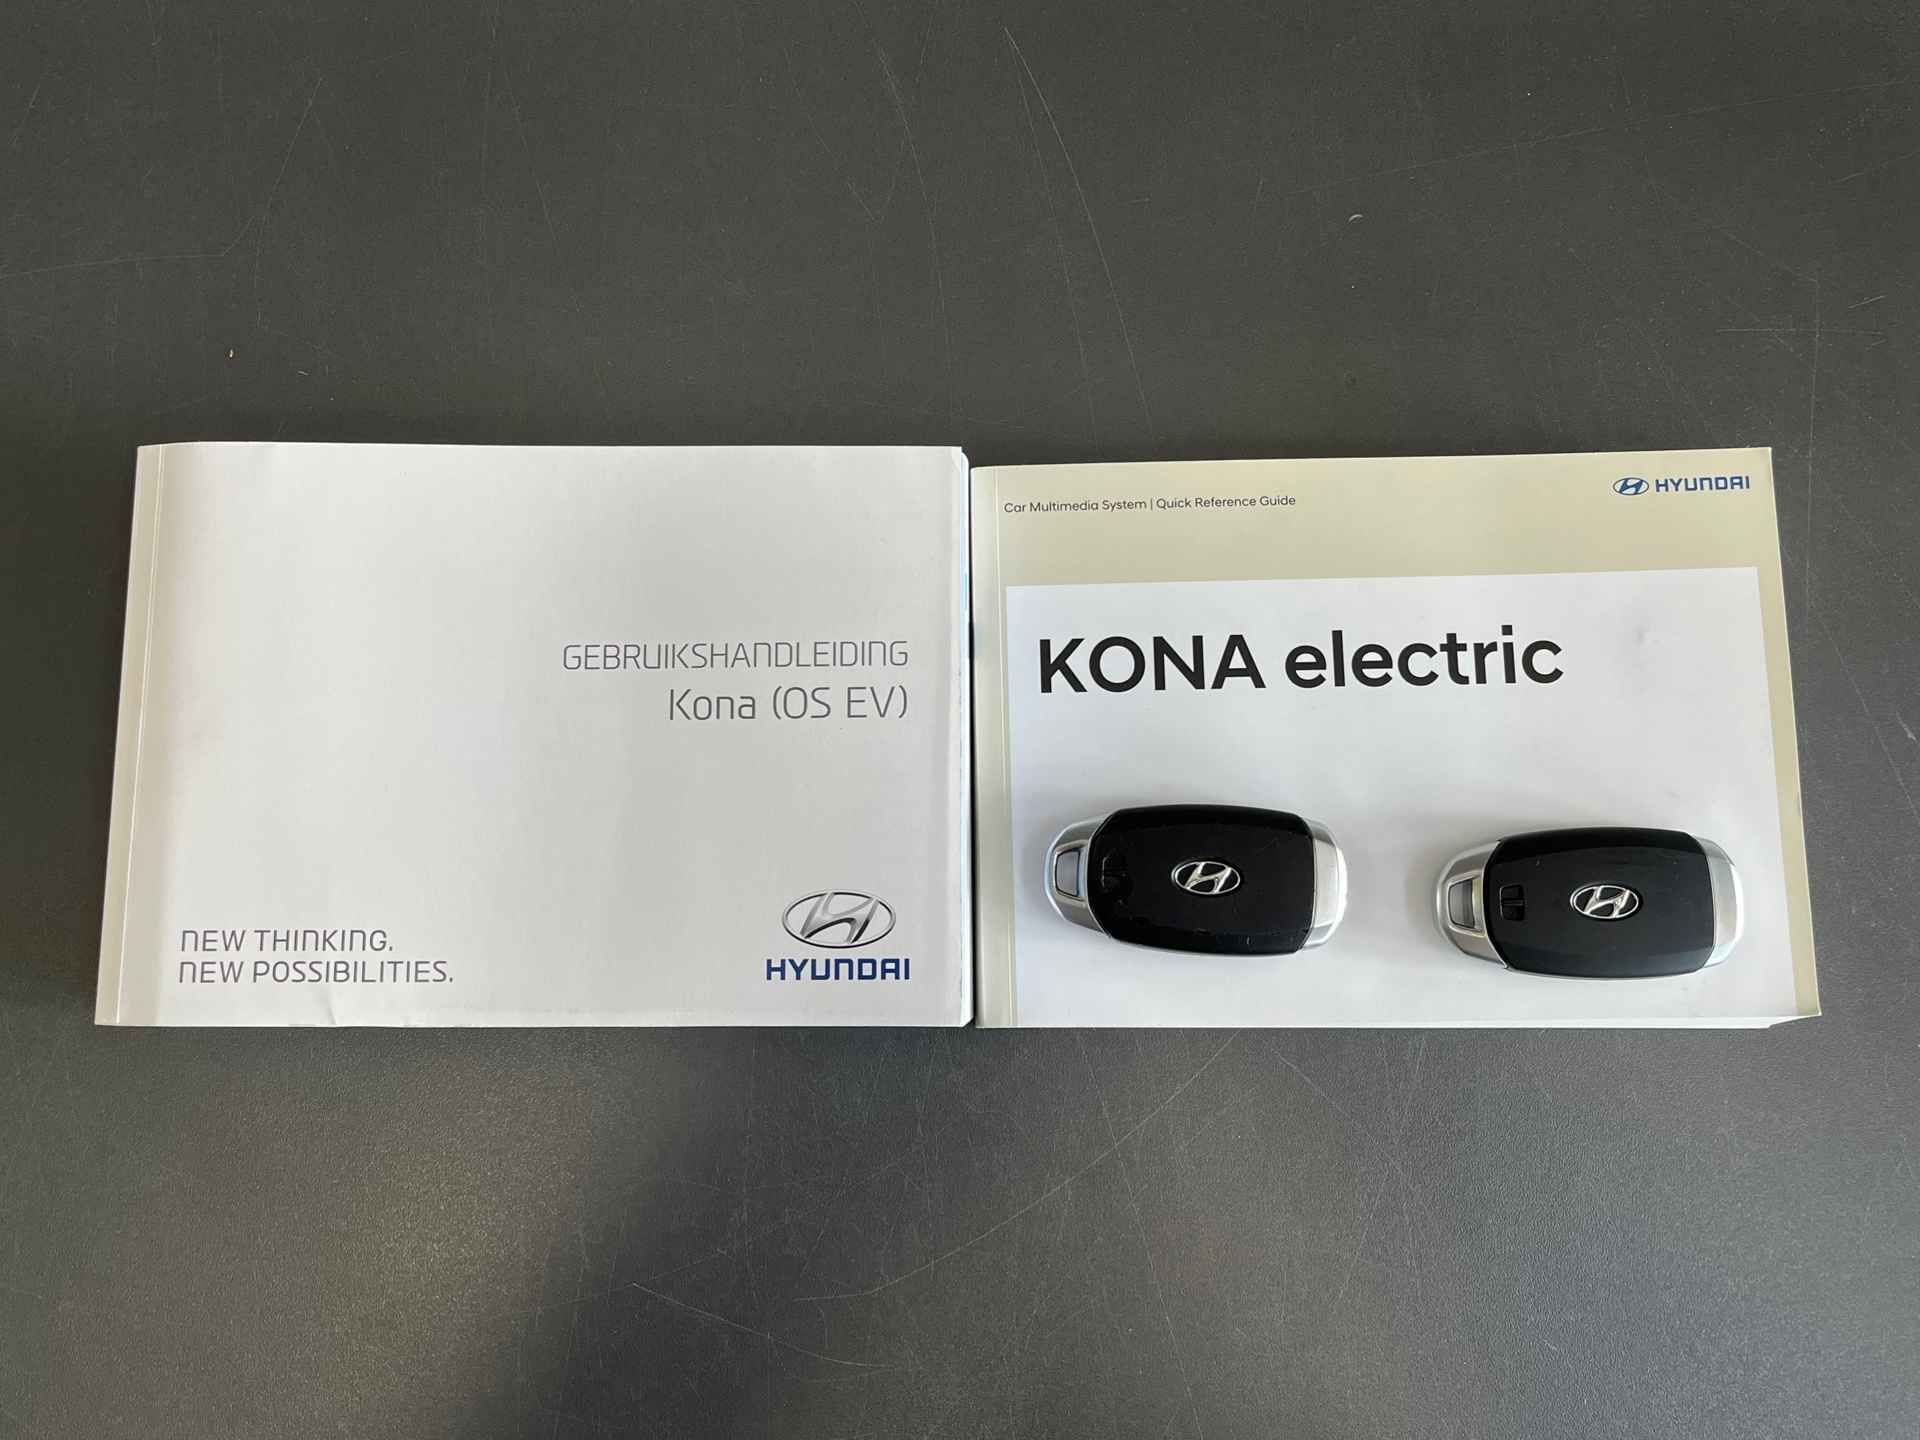 GEBRUIKSHANDLEIDING
Kona (OS EV)
NEW THINKING.
NEW POSSIBILITIES.
HYUNDAI
Car Multimedia System | Quick Reference Guide
HYUNDAI
KONA electric